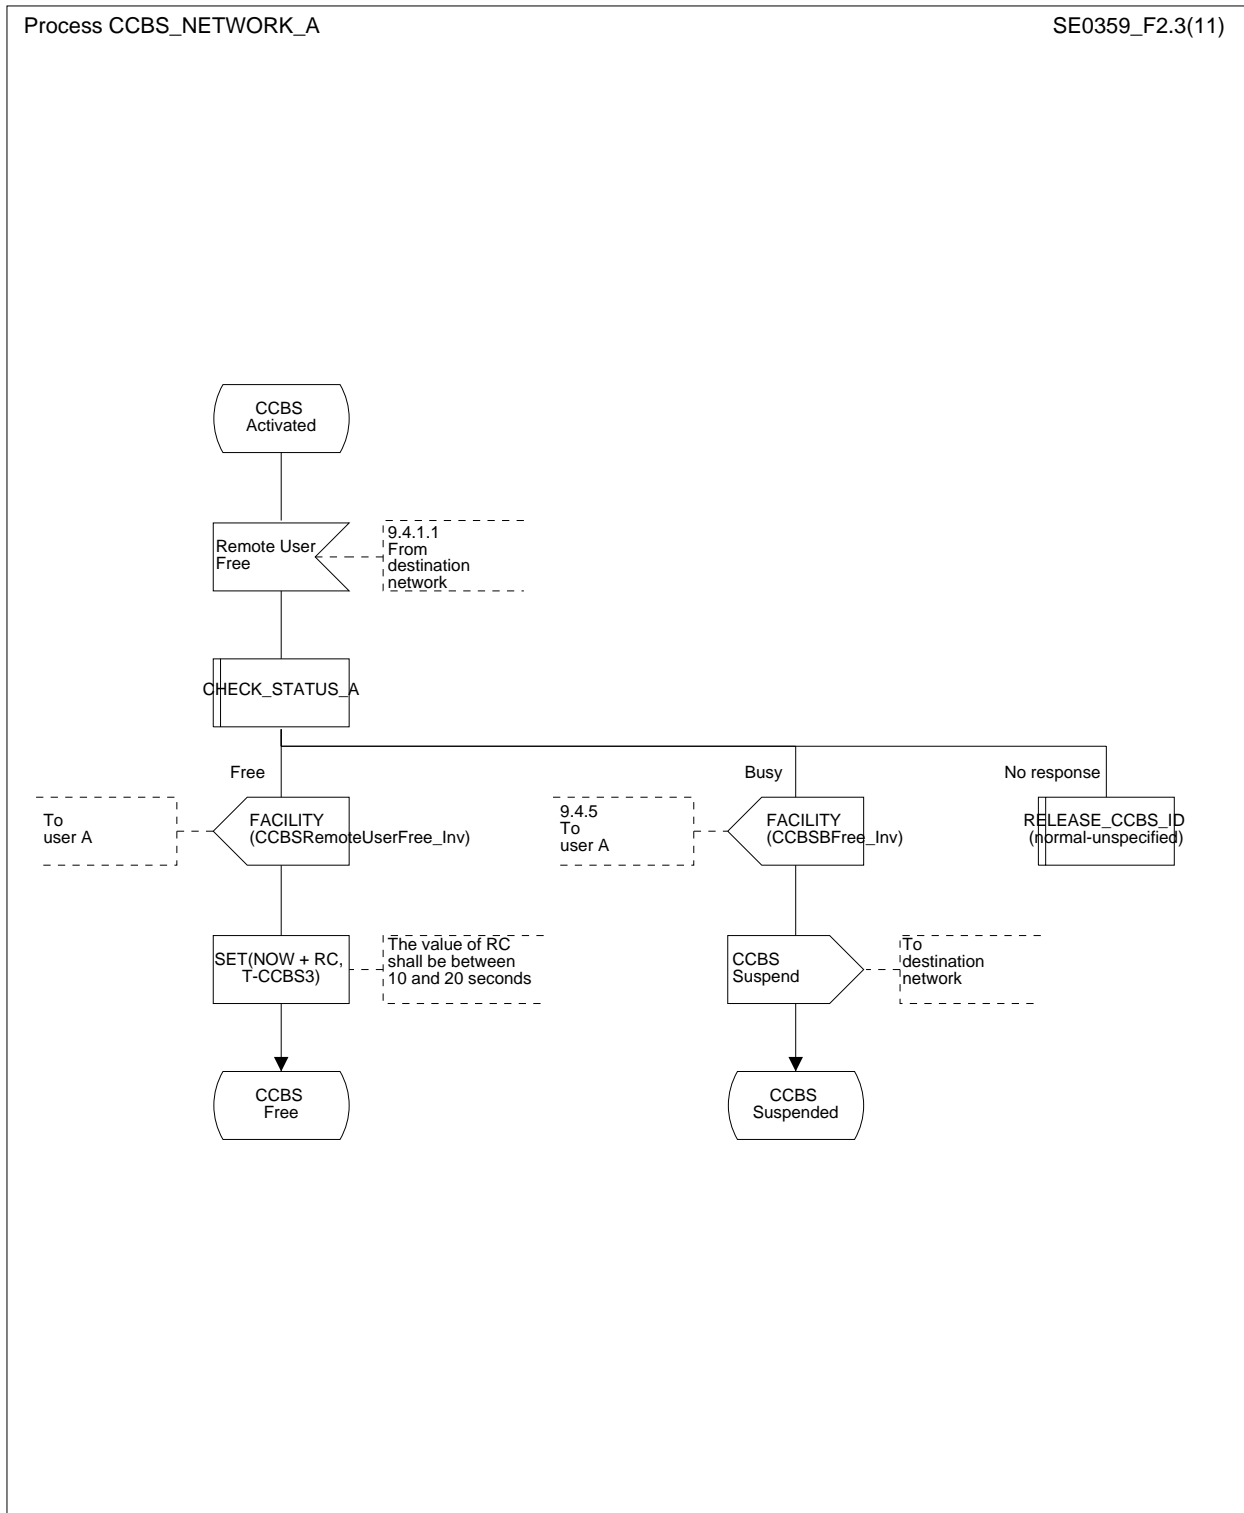 Process CCBS_NETWORK_A
SE0359_F2.3(11)
CCBS
Activated
Remote User
Free
9.4.1.1
From
destination
network
CHECK_STATUS_A
Free
Busy
No response
To
user A
FACILITY
(CCBSRemoteUserFree_Inv)
9.4.5
To
user A
FACILITY
(CCBSBFree_Inv)
RELEASE_CCBS_ID
(normal-unspecified)
SET(NOW + RC,
T-CCBS3)
The value of RC
shall be between
10 and 20 seconds
CCBS
Suspend
To
destination
network
CCBS
Free
CCBS
Suspended